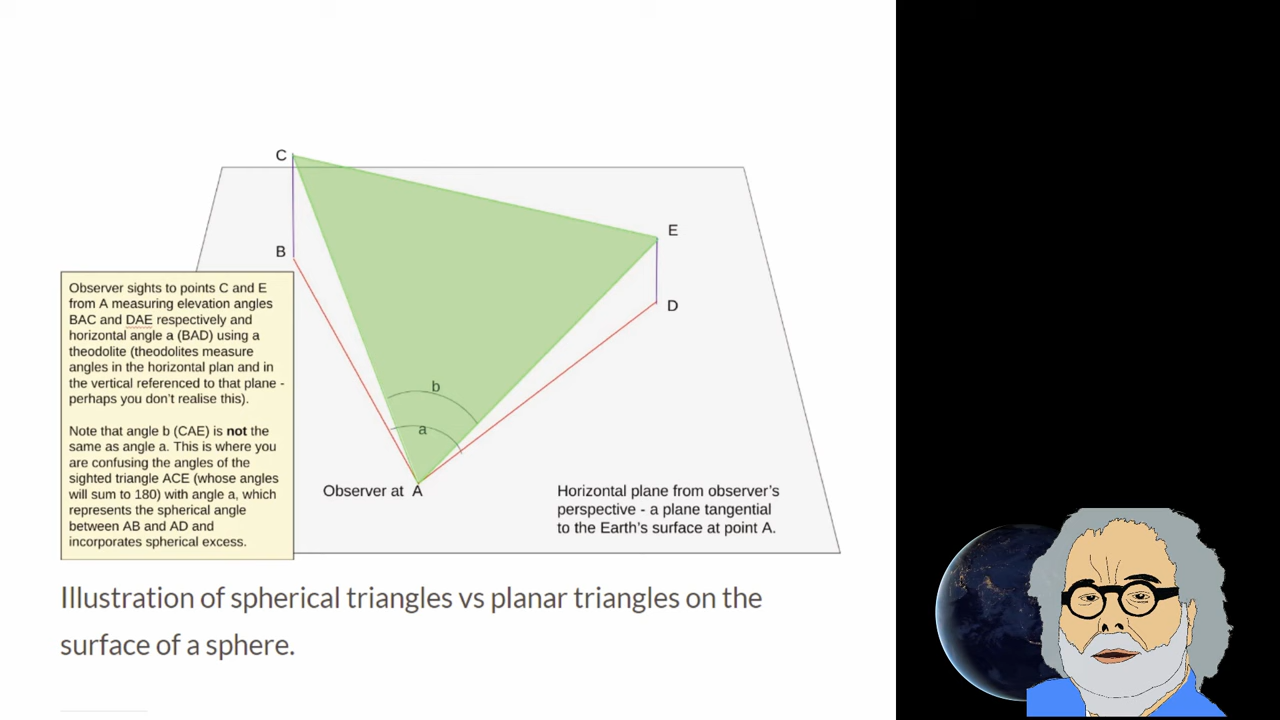 C
E
B
D
Observer sights to points C and E
from A measuring elevation angles
BAC and DAE respectively and
horizontal angle a (BAD) using a
theodolite (theodolites measure
angles in the horizontal plan and in
the vertical referenced to that plane -
perhaps you don't realise this).
Note that angle b (CAE) is not the
same as angle a. This is where you
are confusing the angles of the
sighted triangle ACE (whose angles
will sum to 180) with angle a, which
represents the spherical angle
between AB and AD and
incorporates spherical excess.
b
a
Observer at A
Horizontal plane from observer's
perspective - a plane tangential
to the Earth's surface at point A.
Illustration of spherical triangles vs planar triangles on the
surface of a sphere.